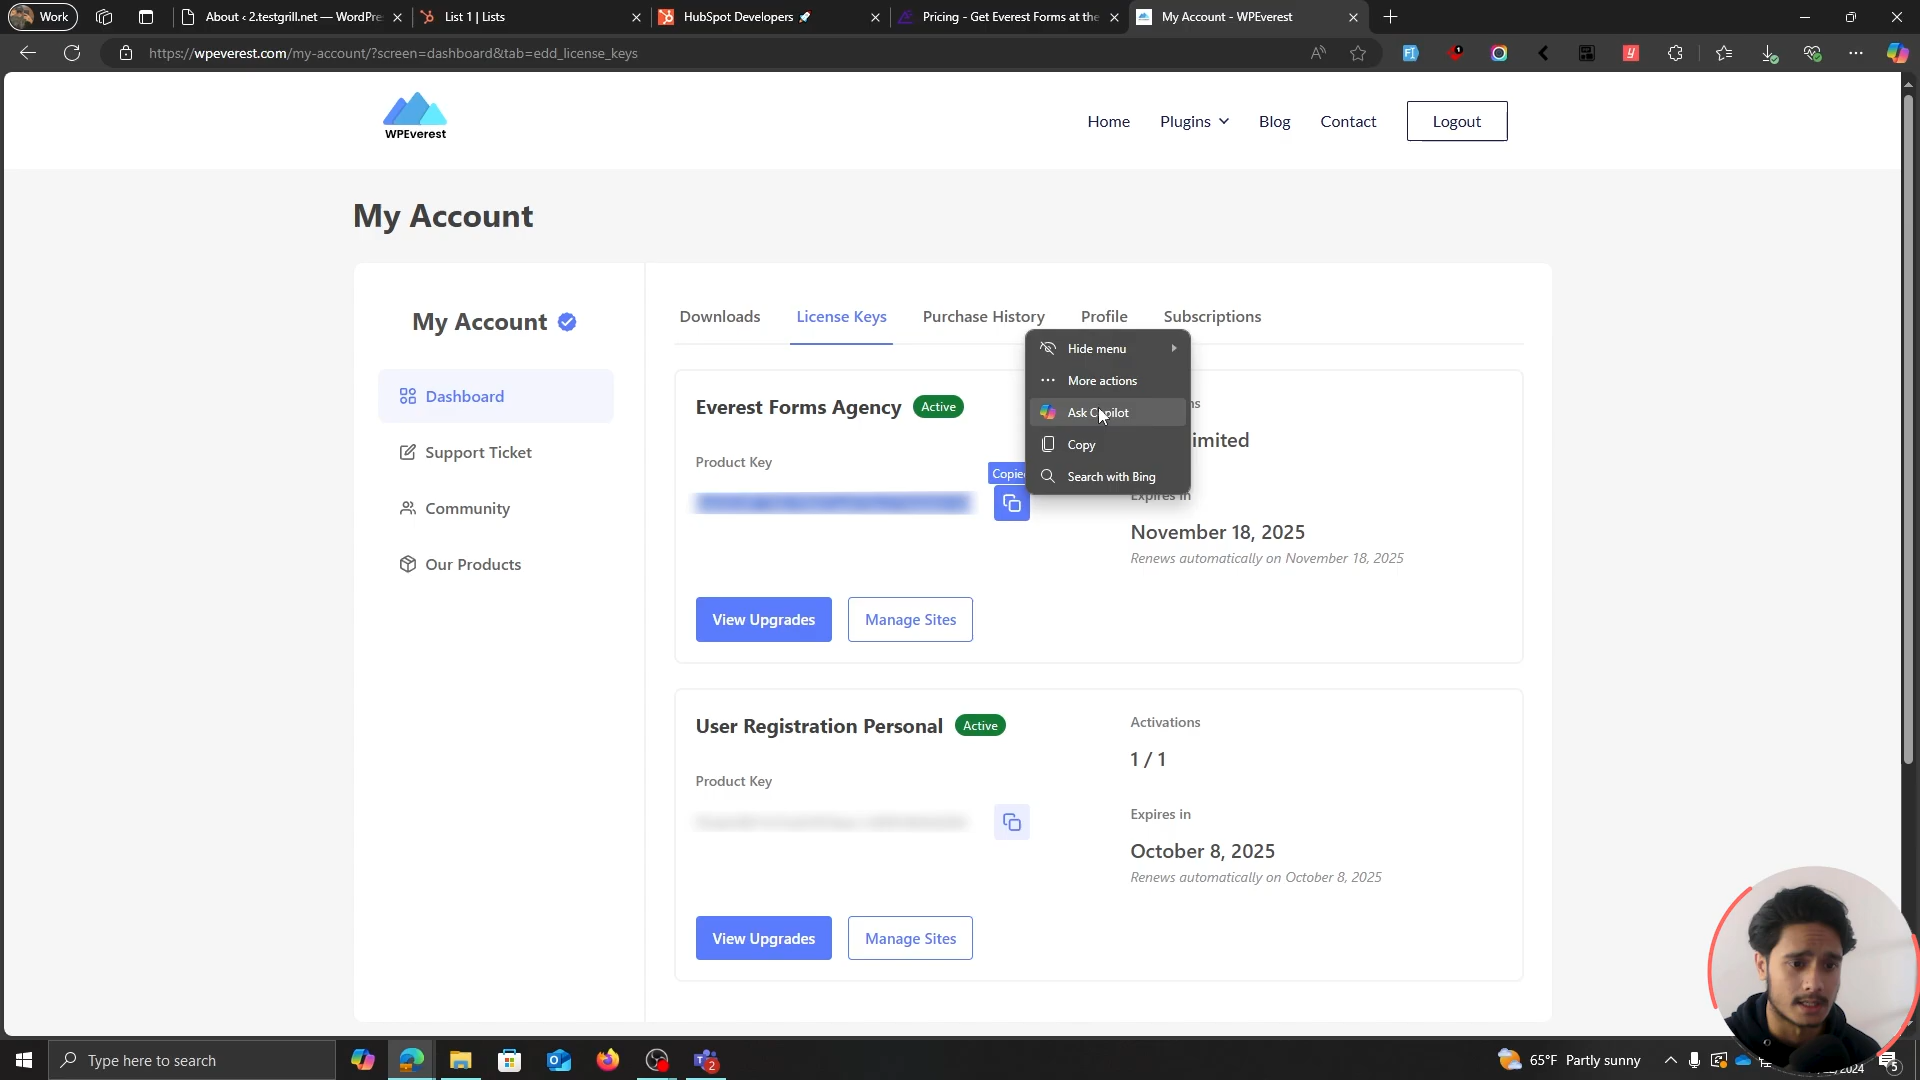 Work
About ‹ 2.testgrill.net — WordPre
List 1 | Lists
HubSpot Developers 🚀
Pricing - Get Everest Forms at the
My Account - WPEverest
https://wpeverest.com/my-account/?screen=dashboard&tab=edd_license_keys
WPEverest
Home
Plugins
Blog
Contact
Logout
My Account
My Account
Dashboard
Support Ticket
Community
Our Products
Downloads
License Keys
Purchase History
Profile
Subscriptions
Hide menu
More actions
Ask Copilot
Copy
Search with Bing
Everest Forms Agency
Active
Product Key
Expires in
November 18, 2025
Renews automatically on November 18, 2025
View Upgrades
Manage Sites
User Registration Personal
Active
Product Key
Activations
1 / 1
Expires in
October 8, 2025
Renews automatically on October 8, 2025
View Upgrades
Manage Sites
Type here to search
2
65°F Partly sunny
5